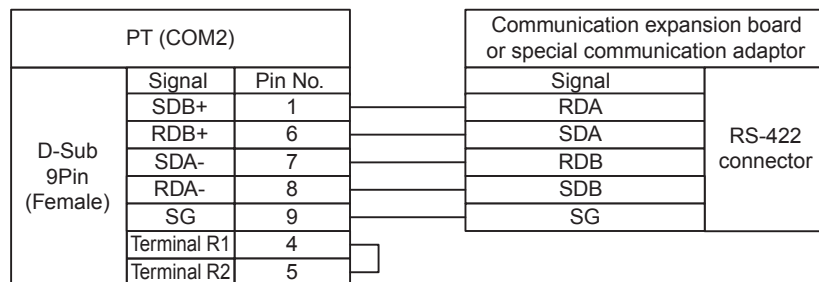 PT (COM2) Communication expansion board
or special communication adaptor
Signal Pin No. Signal
SDB+ 1 RDA
RDB+ 6 SDA
SDA- 7 RDB
RDA- 8 SDB
SG 9 SG
Terminal R1 4
Terminal R2 5
D-Sub
9Pin
(Female)
RS-422
connector